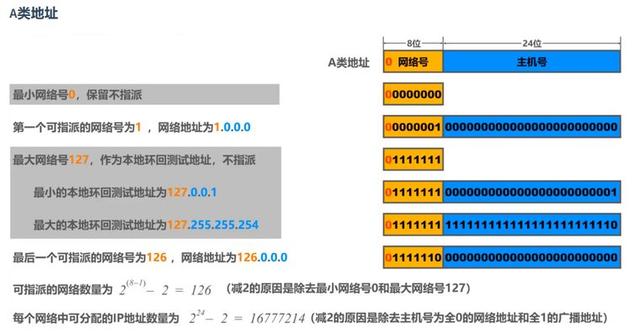 A类地址
8位 24位
A类地址 0 网络号 主机号
最小网络号0，保留不指派 00000000
第一个可指派的网络号为1 ，网络地址为1.0.0.0 00000001 000000000000000000000000
最大网络号127，作为本地环回测试地址，不指派 01111111
最小的本地环回测试地址为127.0.0.1 01111111 000000000000000000000001
最大的本地环回测试地址为127.255.255.254 01111111 111111111111111111111110
最后一个可指派的网络号为126 ，网络地址为126.0.0.0 01111110 000000000000000000000000
可指派的网络数量为 2^(8-1) - 2 = 126 （减2的原因是除去最小网络号0和最大网络号127）
每个网络中可分配的IP地址数量为 2^24 - 2 = 16777214（减2的原因是除去主机号为全0的网络地址和全1的广播地址）